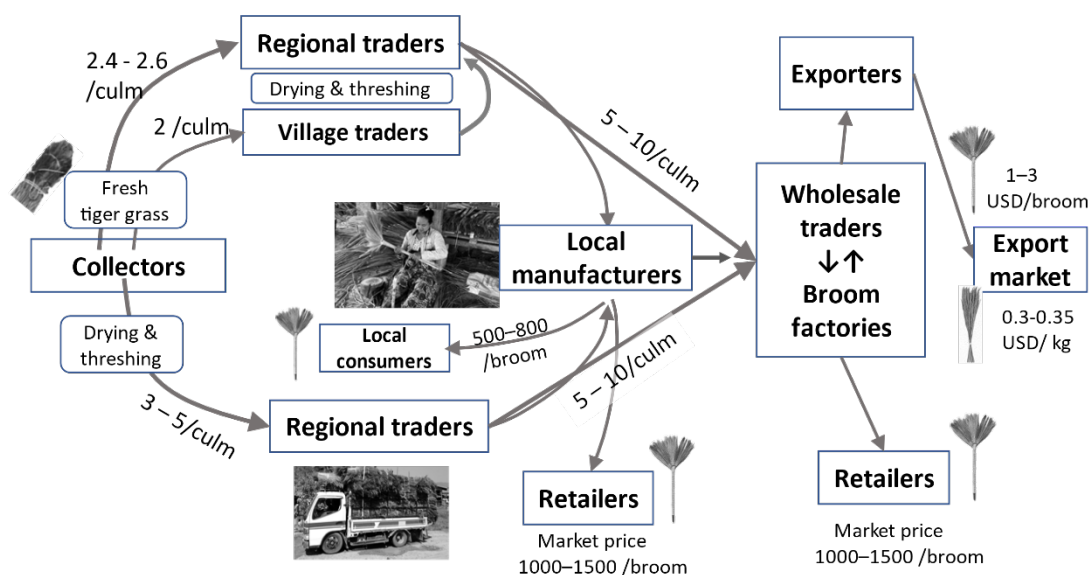 Regional traders
2.4 - 2.6
/culm
Drying & threshing
2 /culm
Village traders
Fresh
tiger grass
Collectors
Drying &
threshing
3 – 5/culm
Regional traders
5 – 10/culm
5 – 10/culm
Local
manufacturers
Local
consumers
500–800
/broom
Retailers
Market price
1000–1500 /broom
Exporters
Wholesale
traders
↓↑
Broom
factories
1–3
USD/broom
Export
market
0.3-0.35
USD/ kg
Retailers
Market price
1000–1500 /broom